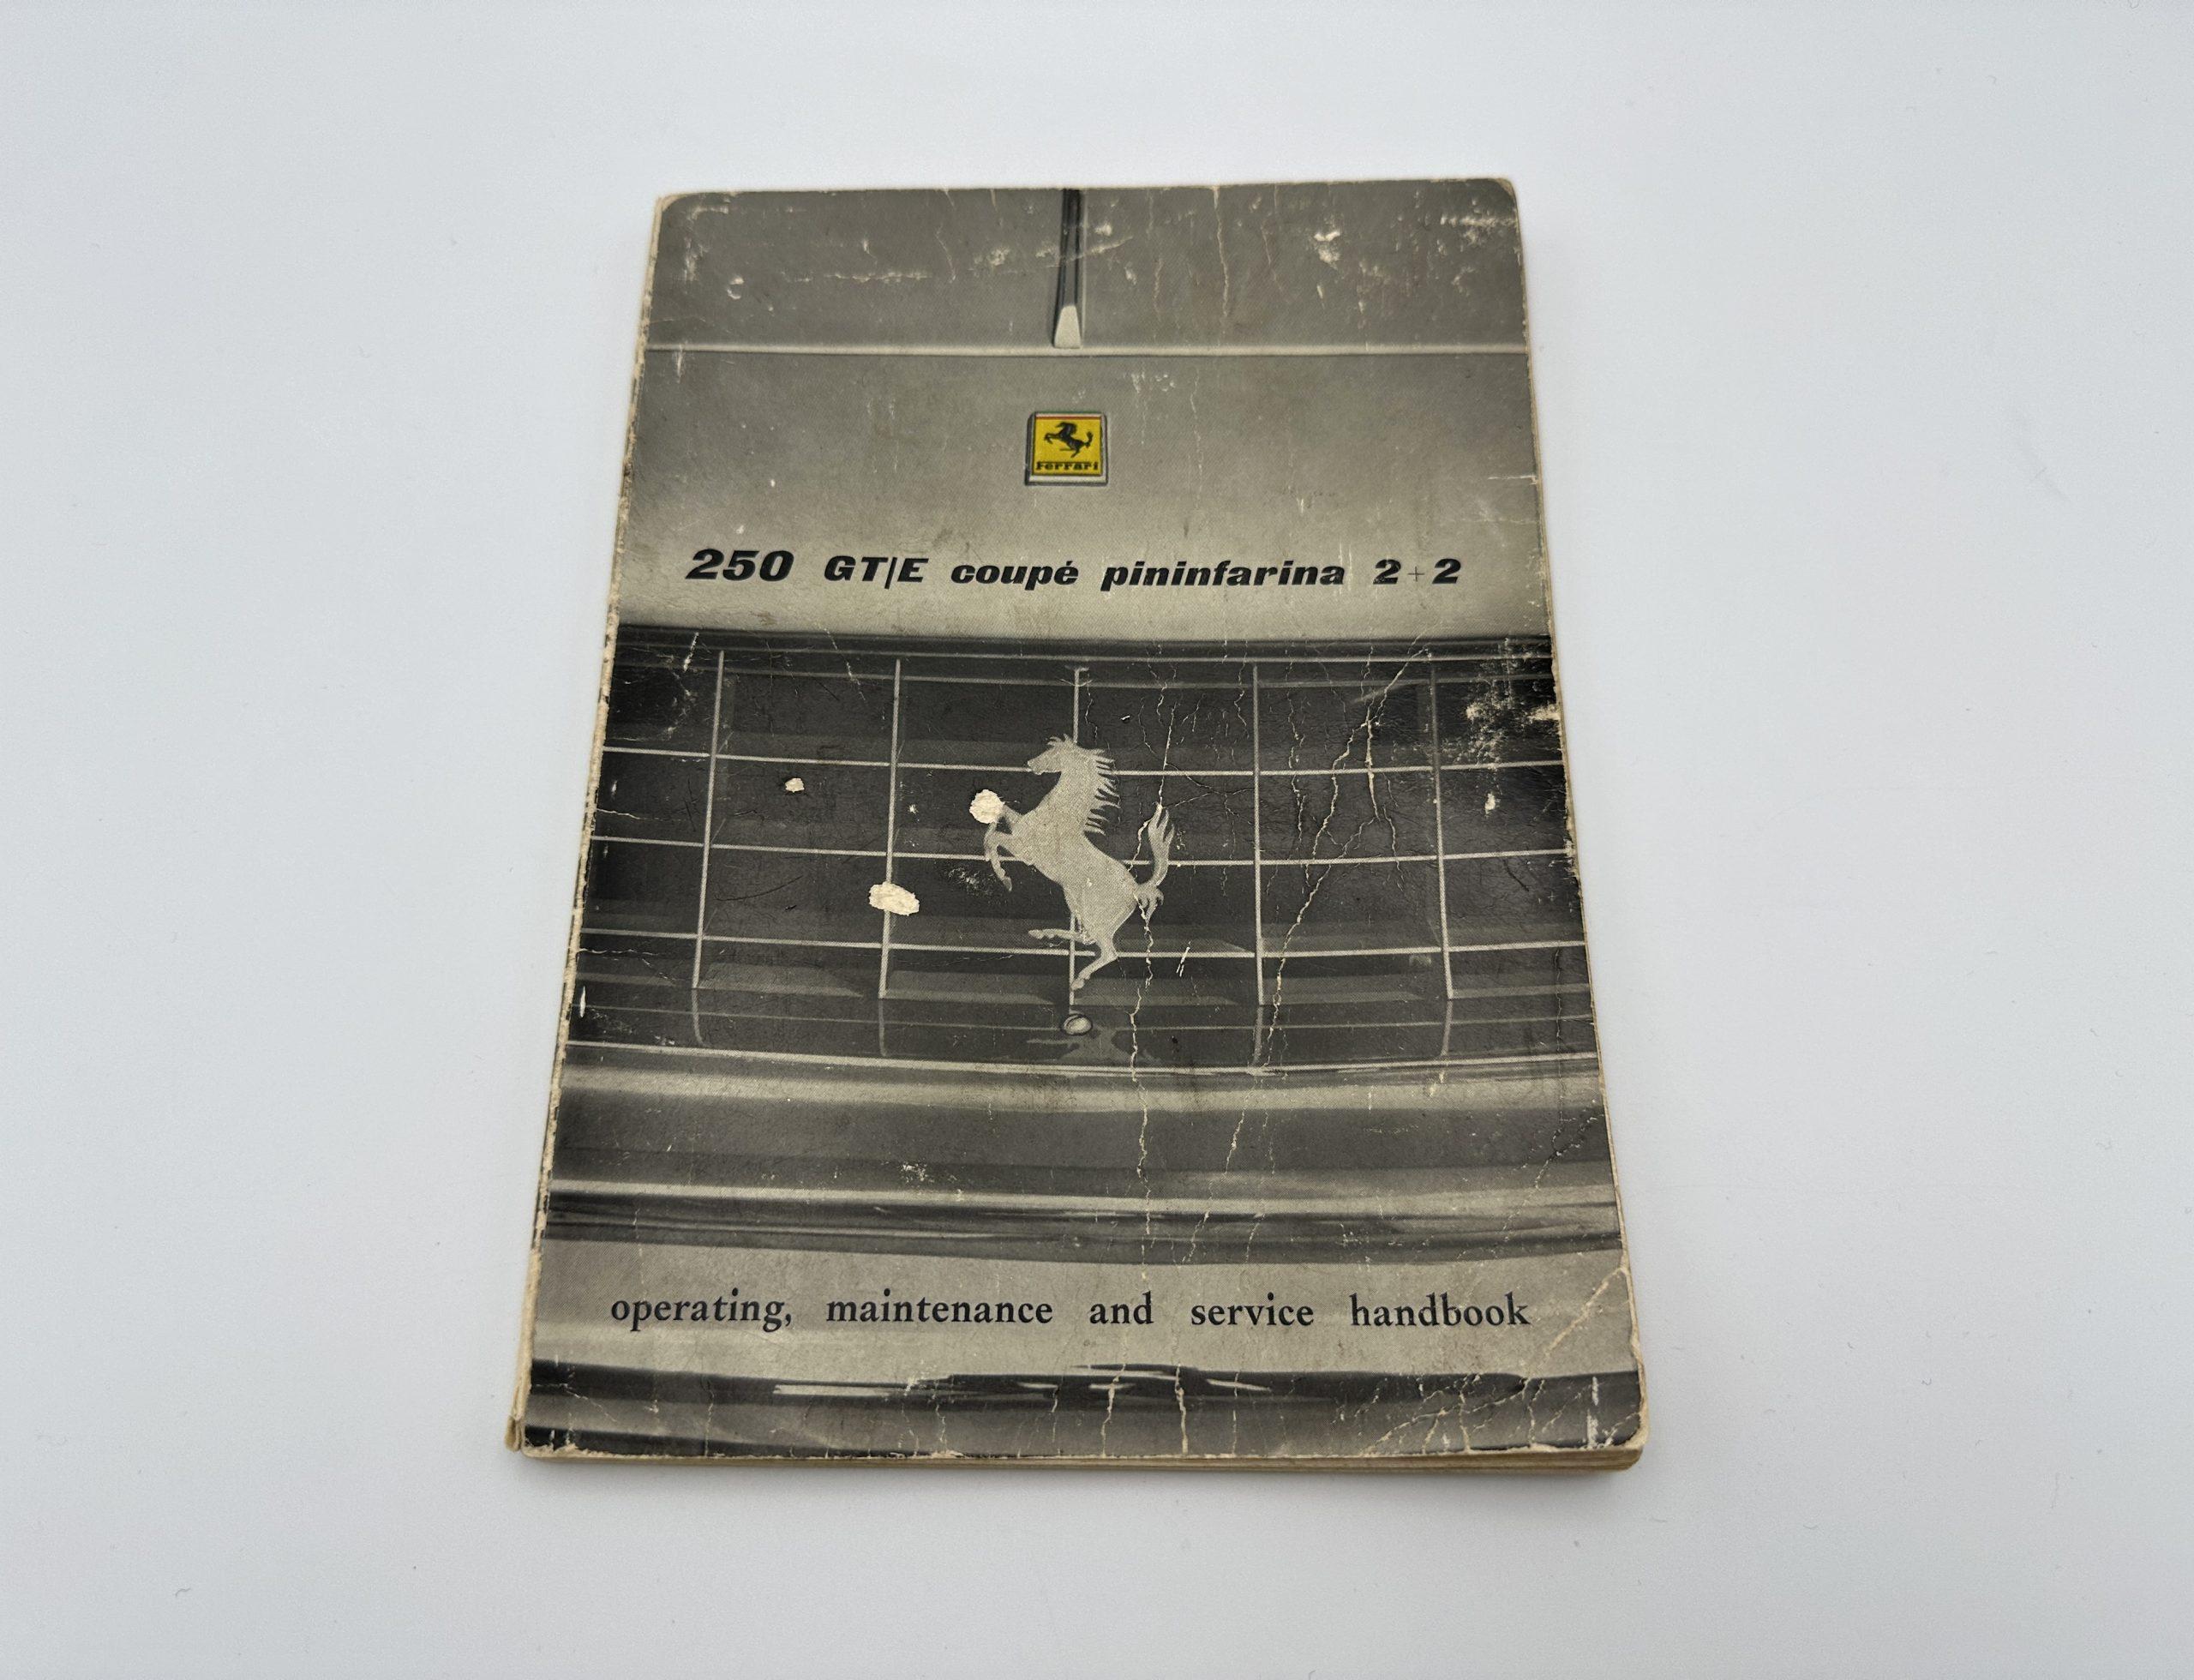 Ferrari
250 GT/E coupé pininfarina 2+2
operating, maintenance and service handbook